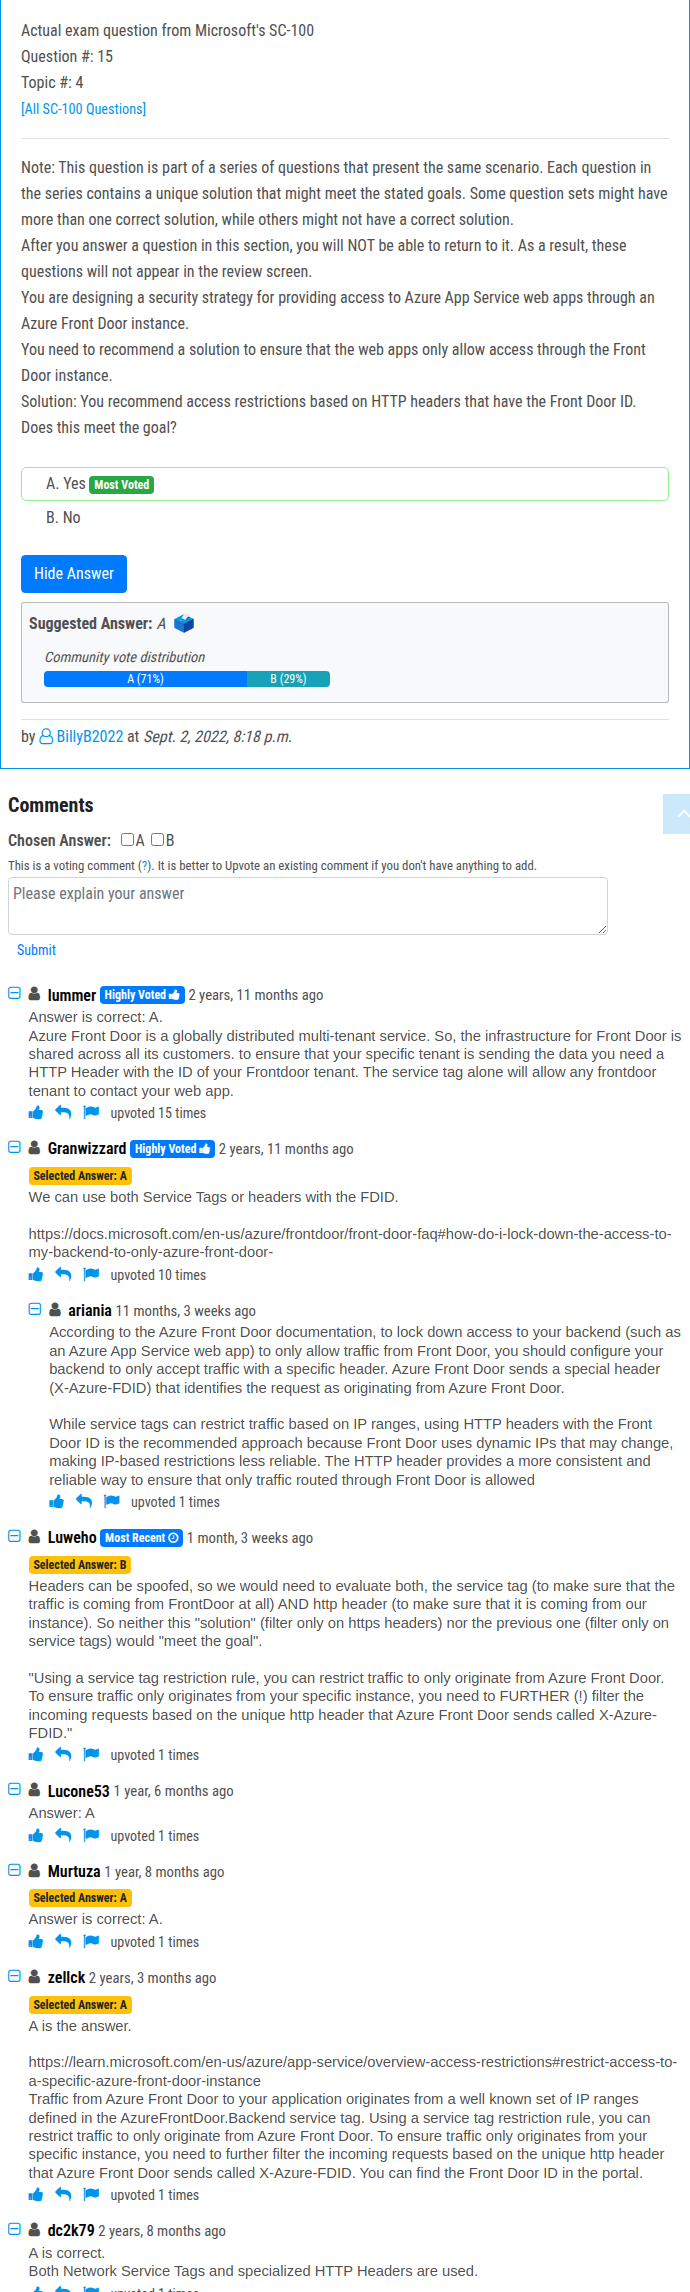 Actual exam question from Microsoft's SC-100
Question #: 15
Topic #: 4
[All SC-100 Questions]
Note: This question is part of a series of questions that present the same scenario. Each question in
the series contains a unique solution that might meet the stated goals. Some question sets might have
more than one correct solution, while others might not have a correct solution.
After you answer a question in this section, you will NOT be able to return to it. As a result, these
questions will not appear in the review screen.
You are designing a security strategy for providing access to Azure App Service web apps through an
Azure Front Door instance.
You need to recommend a solution to ensure that the web apps only allow access through the Front
Door instance.
Solution: You recommend access restrictions based on HTTP headers that have the Front Door ID.
Does this meet the goal?
A. Yes Most Voted
B. No
Hide Answer
Suggested Answer: A
Community vote distribution
A (71%) B (29%)
by BillyB2022 at Sept. 2, 2022, 8:18 p.m.
Comments
Chosen Answer: A B
This is a voting comment (?). It is better to Upvote an existing comment if you don't have anything to add.
Please explain your answer
Submit
lummer Highly Voted 2 years, 11 months ago
Answer is correct: A.
Azure Front Door is a globally distributed multi-tenant service. So, the infrastructure for Front Door is
shared across all its customers. to ensure that your specific tenant is sending the data you need a
HTTP Header with the ID of your Frontdoor tenant. The service tag alone will allow any frontdoor
tenant to contact your web app.
upvoted 15 times
Granwizzard Highly Voted 2 years, 11 months ago
Selected Answer: A
We can use both Service Tags or headers with the FDID.
https://docs.microsoft.com/en-us/azure/frontdoor/front-door-faq#how-do-i-lock-down-the-access-to-
my-backend-to-only-azure-front-door-
upvoted 10 times
ariania 11 months, 3 weeks ago
According to the Azure Front Door documentation, to lock down access to your backend (such as
an Azure App Service web app) to only allow traffic from Front Door, you should configure your
backend to only accept traffic with a specific header. Azure Front Door sends a special header
(X-Azure-FDID) that identifies the request as originating from Azure Front Door.
While service tags can restrict traffic based on IP ranges, using HTTP headers with the Front
Door ID is the recommended approach because Front Door uses dynamic IPs that may change,
making IP-based restrictions less reliable. The HTTP header provides a more consistent and
reliable way to ensure that only traffic routed through Front Door is allowed
upvoted 1 times
Luweho Most Recent 1 month, 3 weeks ago
Selected Answer: B
Headers can be spoofed, so we would need to evaluate both, the service tag (to make sure that the
traffic is coming from FrontDoor at all) AND http header (to make sure that it is coming from our
instance). So neither this "solution" (filter only on https headers) nor the previous one (filter only on
service tags) would "meet the goal".
"Using a service tag restriction rule, you can restrict traffic to only originate from Azure Front Door.
To ensure traffic only originates from your specific instance, you need to FURTHER (!) filter the
incoming requests based on the unique http header that Azure Front Door sends called X-Azure-
FDID."
upvoted 1 times
Lucone53 1 year, 6 months ago
Answer: A
upvoted 1 times
Murtuza 1 year, 8 months ago
Selected Answer: A
Answer is correct: A.
upvoted 1 times
zellck 2 years, 3 months ago
Selected Answer: A
A is the answer.
https://learn.microsoft.com/en-us/azure/app-service/overview-access-restrictions#restrict-access-to-
a-specific-azure-front-door-instance
Traffic from Azure Front Door to your application originates from a well known set of IP ranges
defined in the AzureFrontDoor.Backend service tag. Using a service tag restriction rule, you can
restrict traffic to only originate from Azure Front Door. To ensure traffic only originates from your
specific instance, you need to further filter the incoming requests based on the unique http header
that Azure Front Door sends called X-Azure-FDID. You can find the Front Door ID in the portal.
upvoted 1 times
dc2k79 2 years, 8 months ago
A is correct.
Both Network Service Tags and specialized HTTP Headers are used.